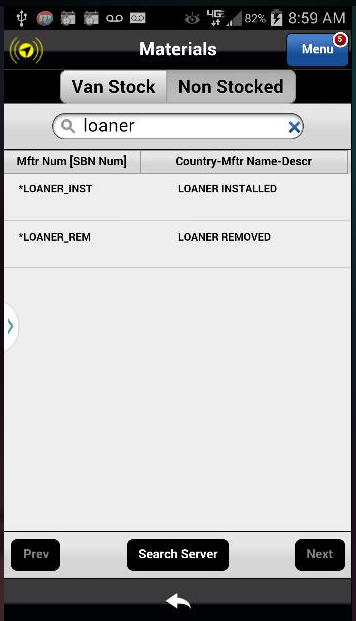 4G 82% 8:59 AM
Materials
Menu 5
Van Stock Non Stocked
loaner
Mftr Num [SBN Num] Country-Mftr Name-Descr
*LOANER_INST LOANER INSTALLED
*LOANER_REM LOANER REMOVED
Prev Search Server Next